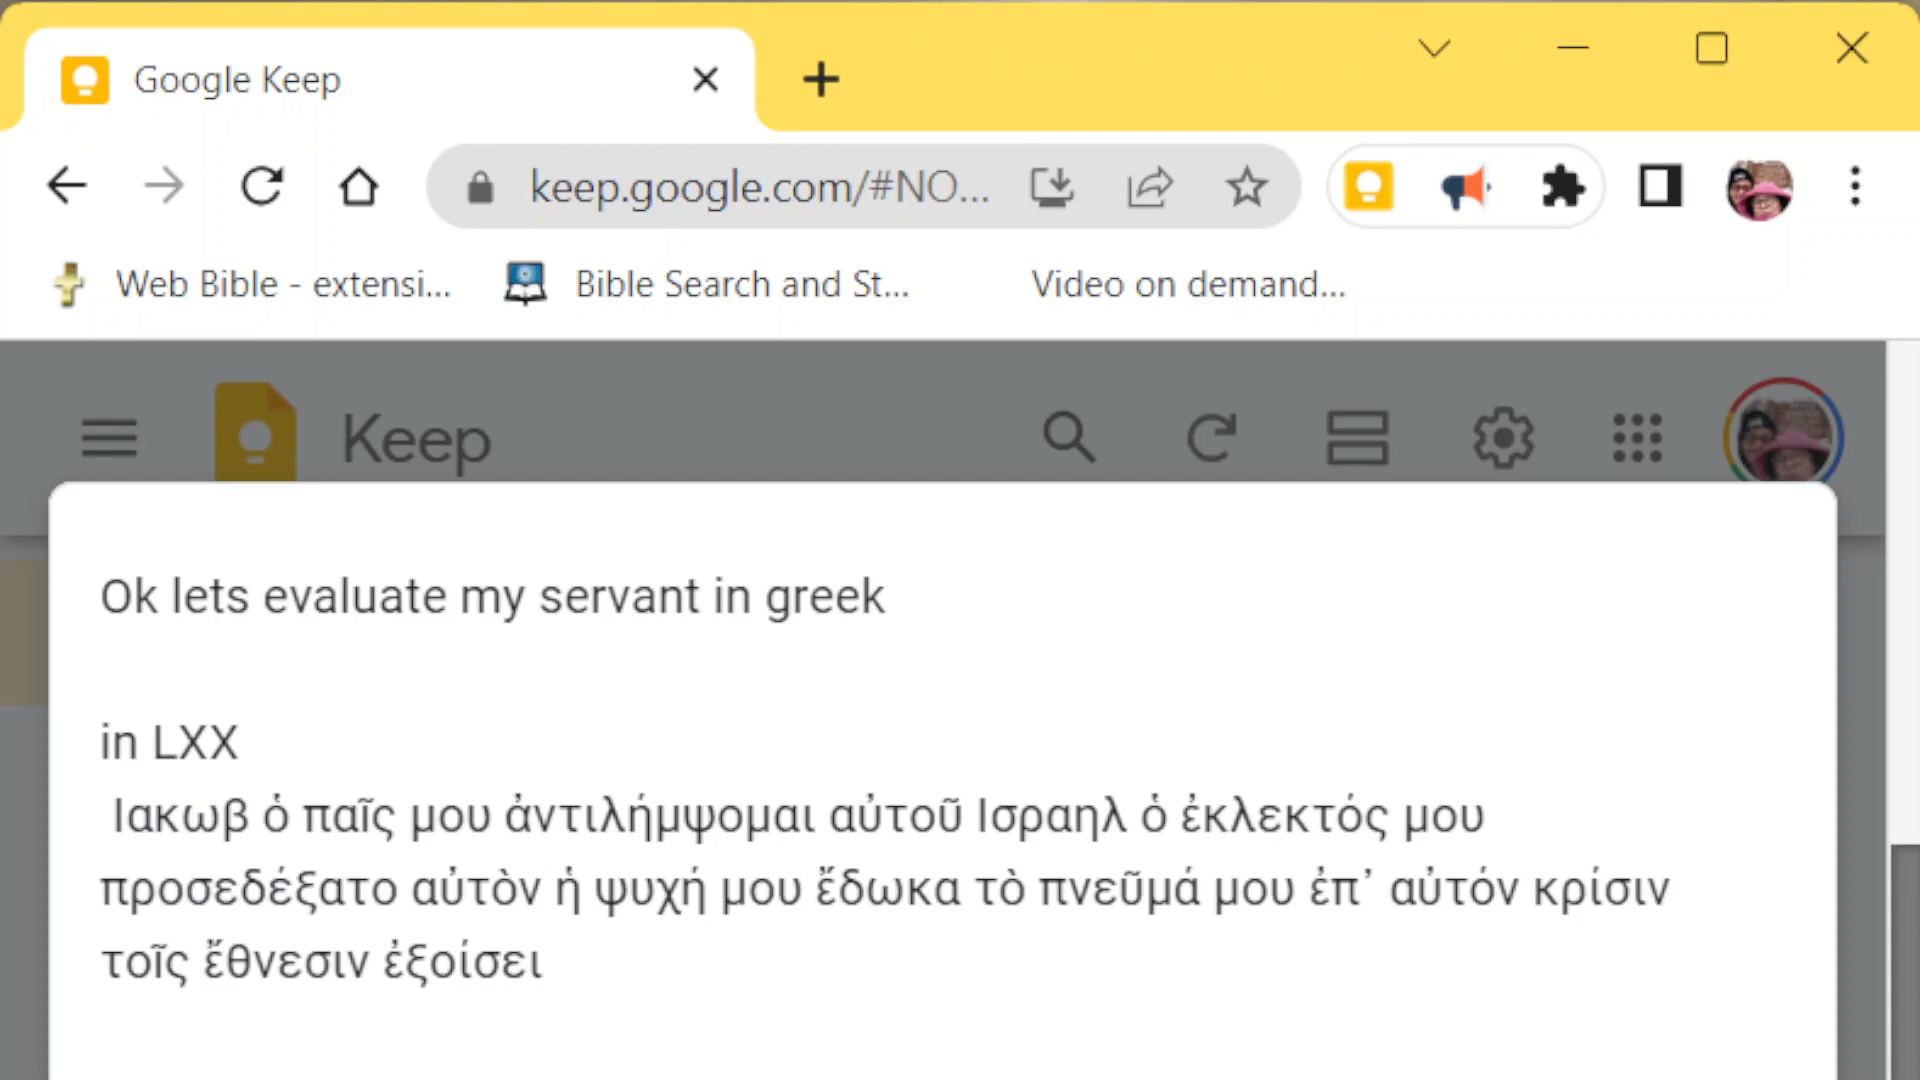 Google Keep
keep.google.com/#NO...
Web Bible - extensi... Bible Search and St... Video on demand...
Keep
Ok lets evaluate my servant in greek
in LXX
Ιακωβ ὁ παῖς μου ἀντιλήμψομαι αὐτοῦ Ισραηλ ὁ ἐκλεκτός μου
προσεδέξατο αὐτὸν ἡ ψυχή μου ἔδωκα τὸ πνεῦμά μου ἐπ᾽ αὐτόν κρίσιν
τοῖς ἔθνεσιν ἐξοίσει